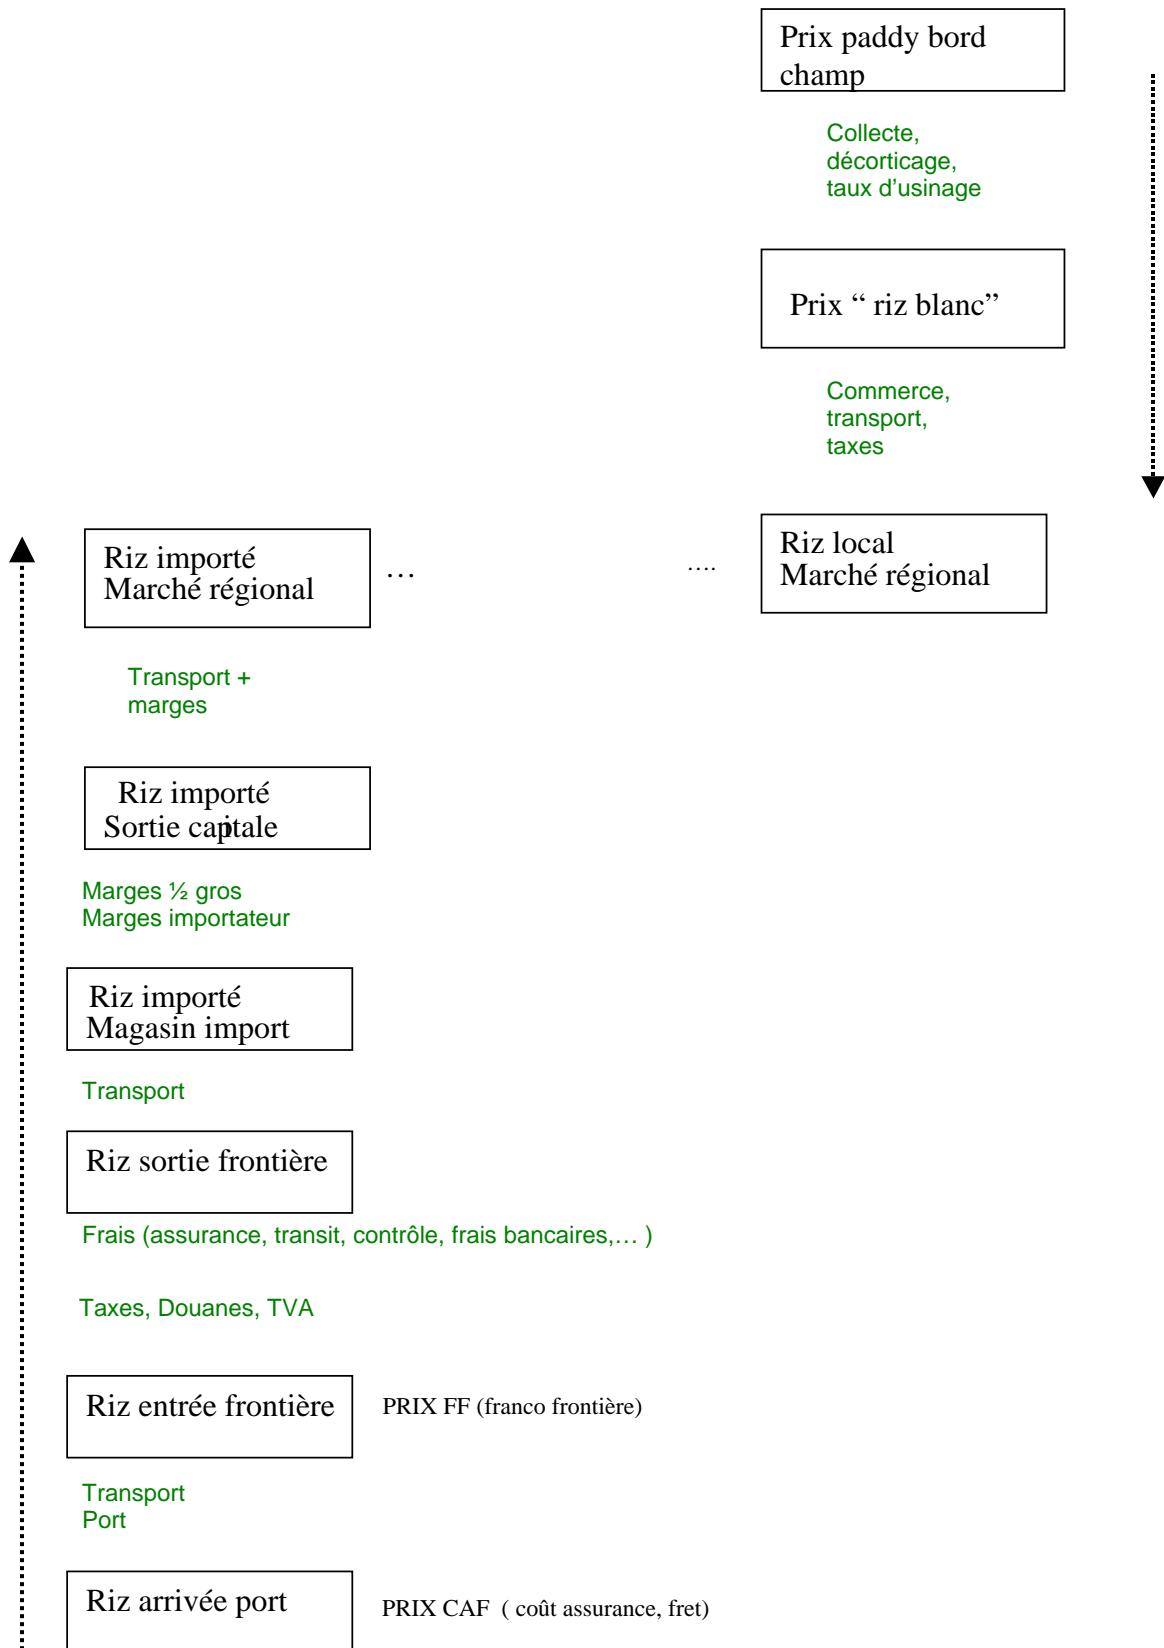 Prix paddy bord
champ
Collecte,
décorticage,
taux d’usinage
Prix “ riz blanc”
Commerce,
transport,
taxes
Riz importé
Marché régional
…
….
Riz local
Marché régional
Transport +
marges
Riz importé
Sortie capitale
Marges ½ gros
Marges importateur
Riz importé
Magasin import
Transport
Riz sortie frontière
Frais (assurance, transit, contrôle, frais bancaires,… )
Taxes, Douanes, TVA
Riz entrée frontière
PRIX FF (franco frontière)
Transport
Port
Riz arrivée port
PRIX CAF ( coût assurance, fret)